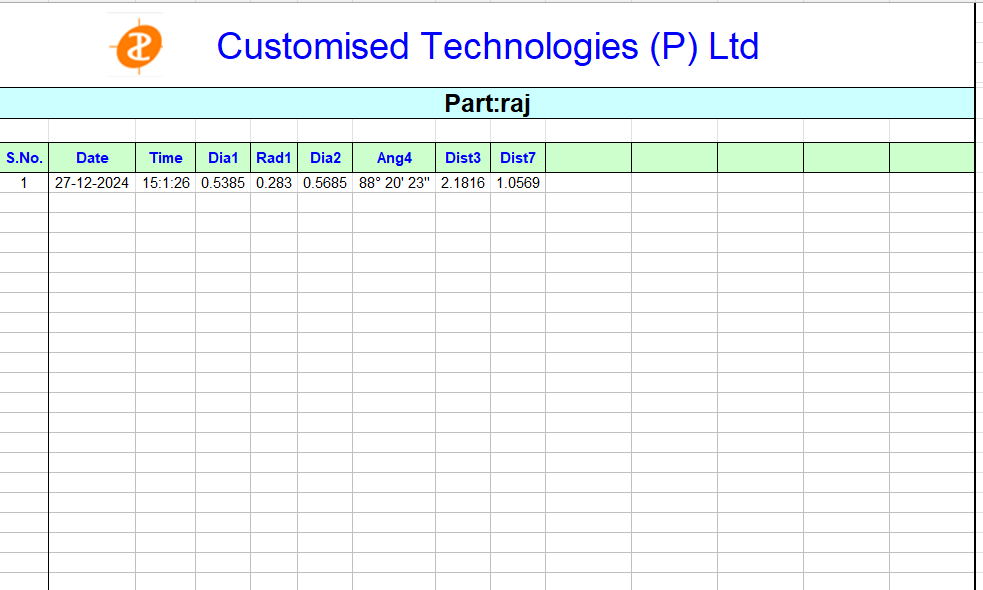 Customised Technologies (P) Ltd
Part:raj
S.No. Date Time Dia1 Rad1 Dia2 Ang4 Dist3 Dist7
1 27-12-2024 15:1:26 0.5385 0.283 0.5685 88° 20' 23" 2.1816 1.0569